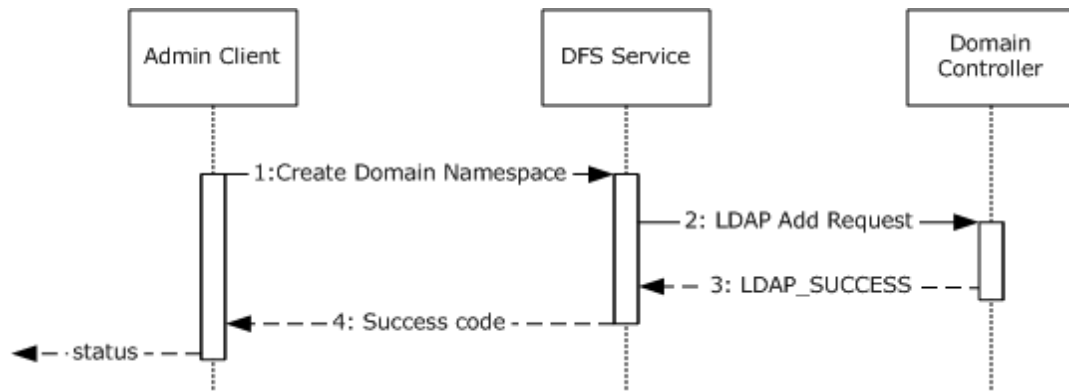 Admin Client
DFS Service
Domain
Controller
1:Create Domain Namespace
2: LDAP Add Request
3: LDAP_SUCCESS
4: Success code
status